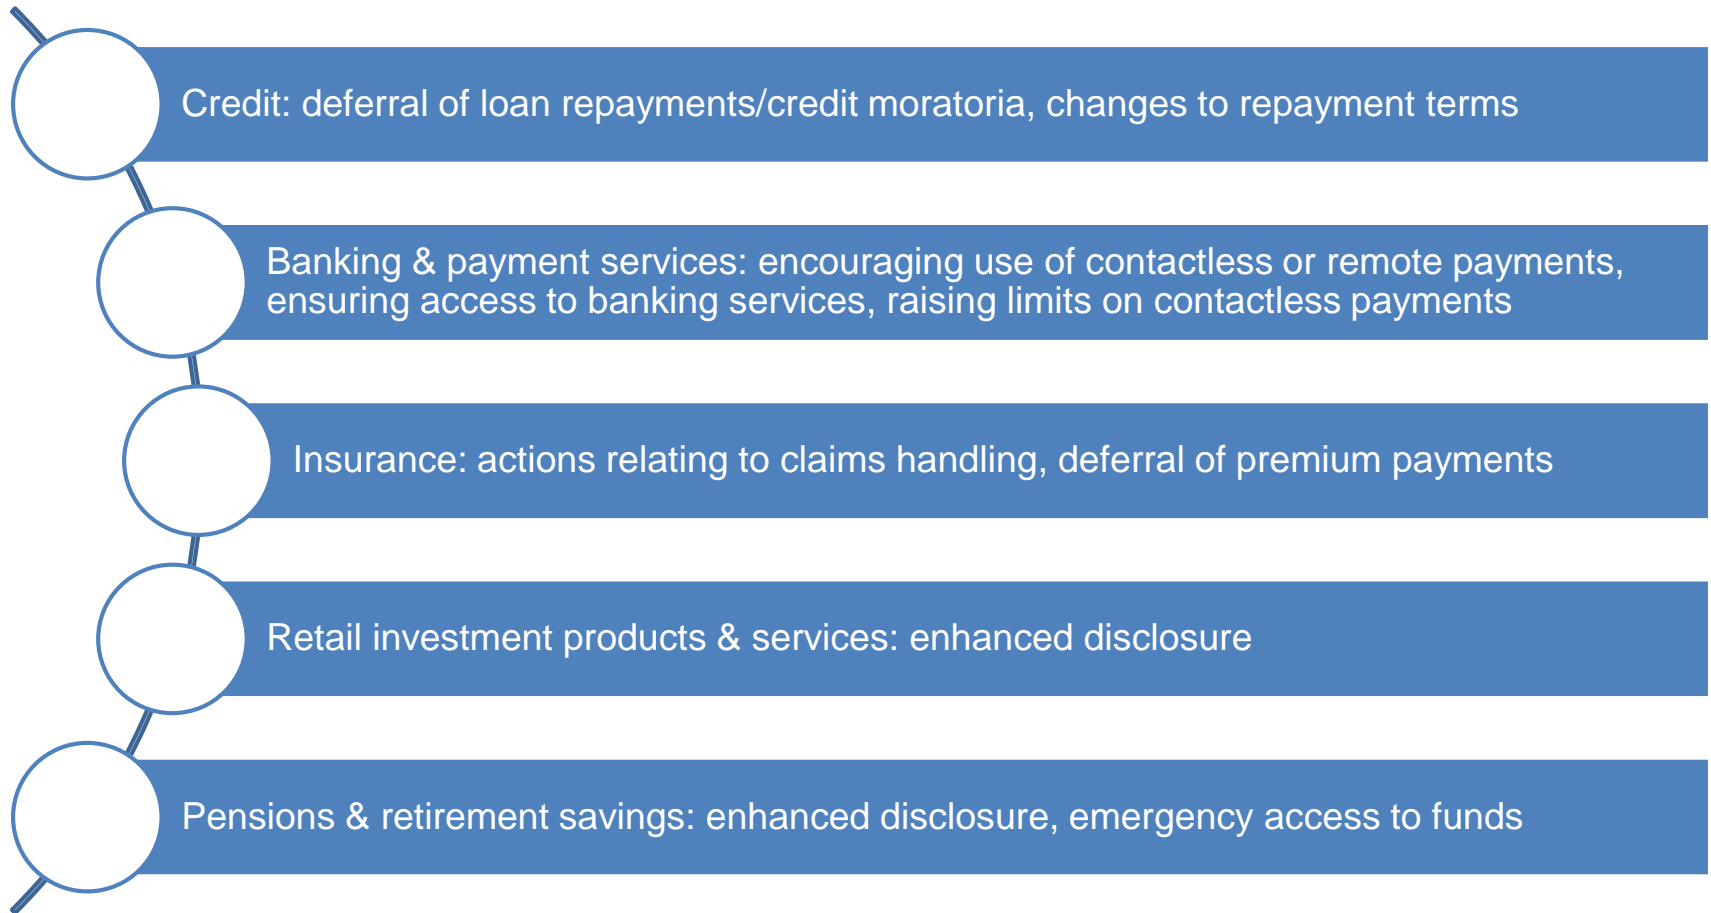 Credit: deferral of loan repayments/credit moratoria, changes to repayment terms
Banking & payment services: encouraging use of contactless or remote payments,
ensuring access to banking services, raising limits on contactless payments
Insurance: actions relating to claims handling, deferral of premium payments
Retail investment products & services: enhanced disclosure
Pensions & retirement savings: enhanced disclosure, emergency access to funds